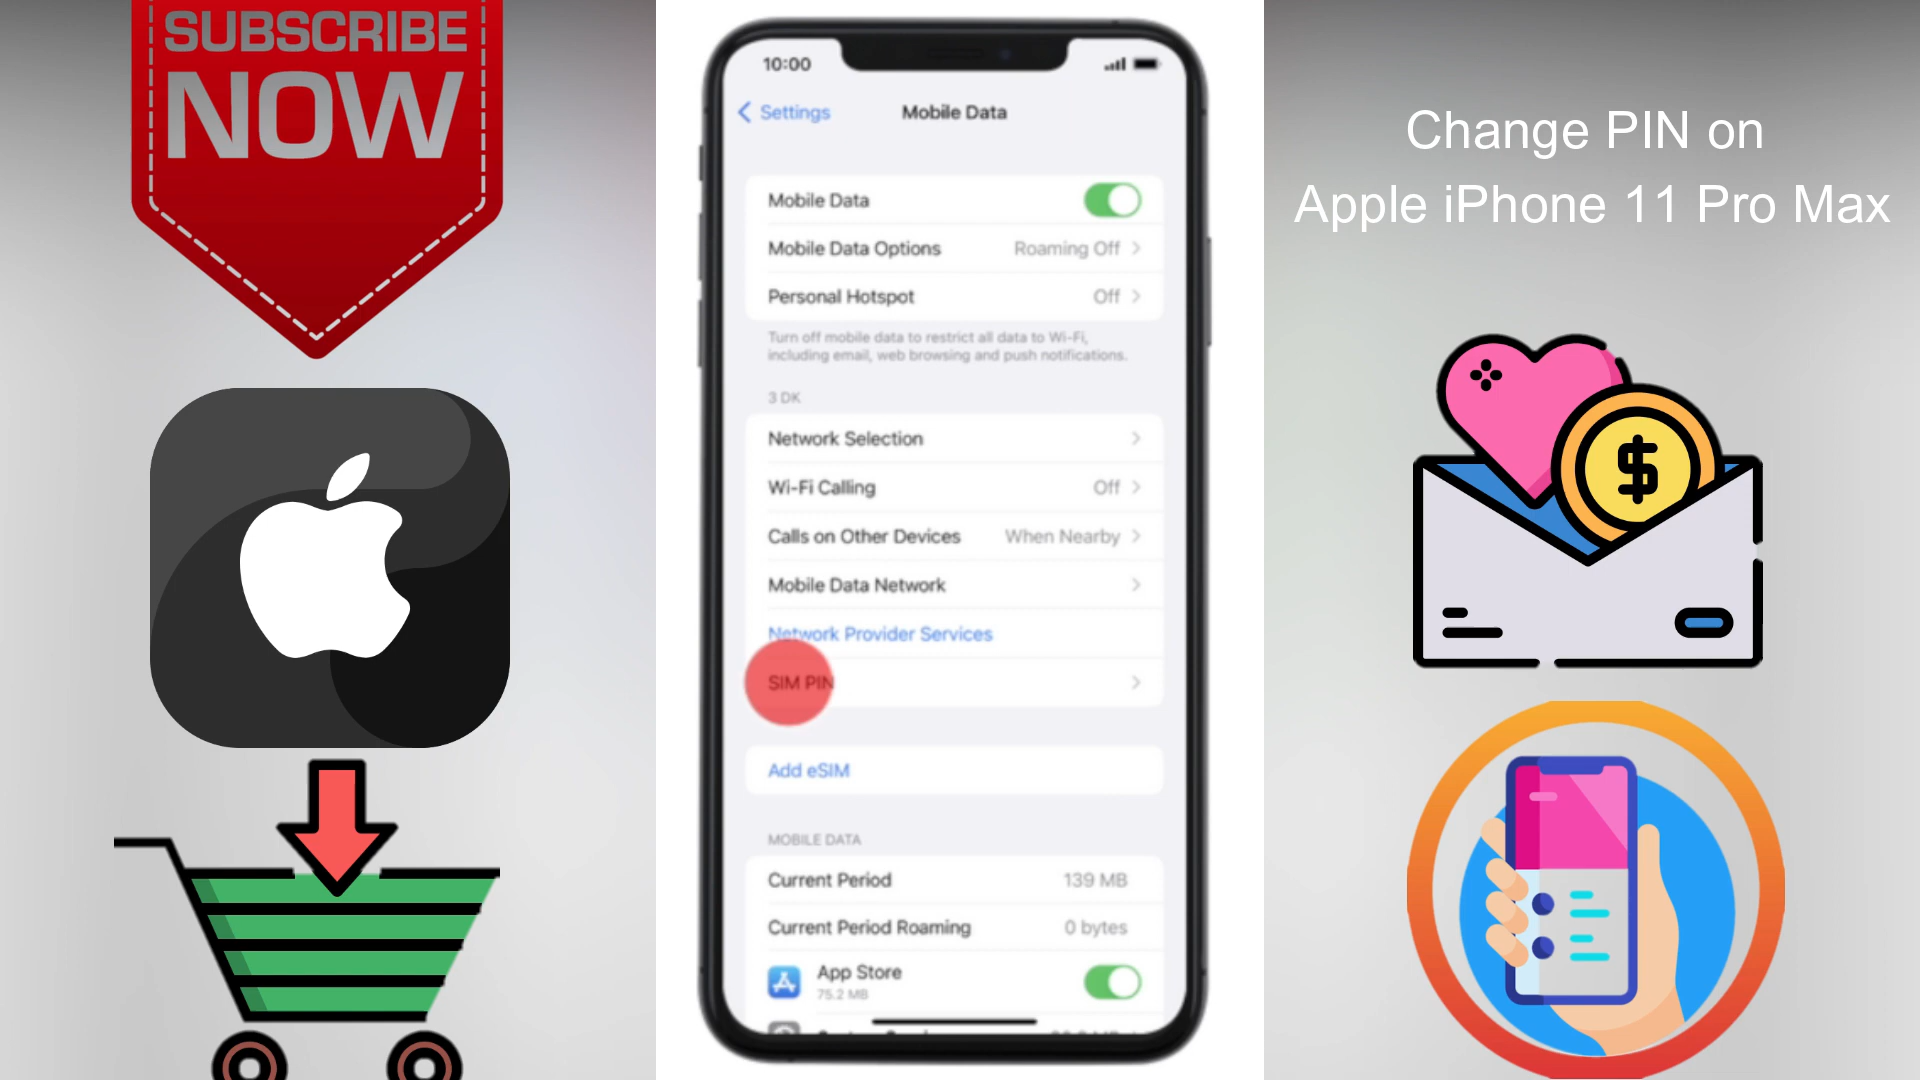 SUBSCRIBE
NOW
10:00
Settings
Mobile Data
Mobile Data
Mobile Data Options Roaming Off
Personal Hotspot Off
Turn off mobile data to restrict all data to Wi-Fi,
including email, web browsing and push notifications.
3 DK
Network Selection
Wi-Fi Calling Off
Calls on Other Devices When Nearby
Mobile Data Network
Network Provider Services
SIM PIN
Add eSIM
MOBILE DATA
Current Period 139 MB
Current Period Roaming 0 bytes
App Store
75.2 MB
Change PIN on
Apple iPhone 11 Pro Max
$